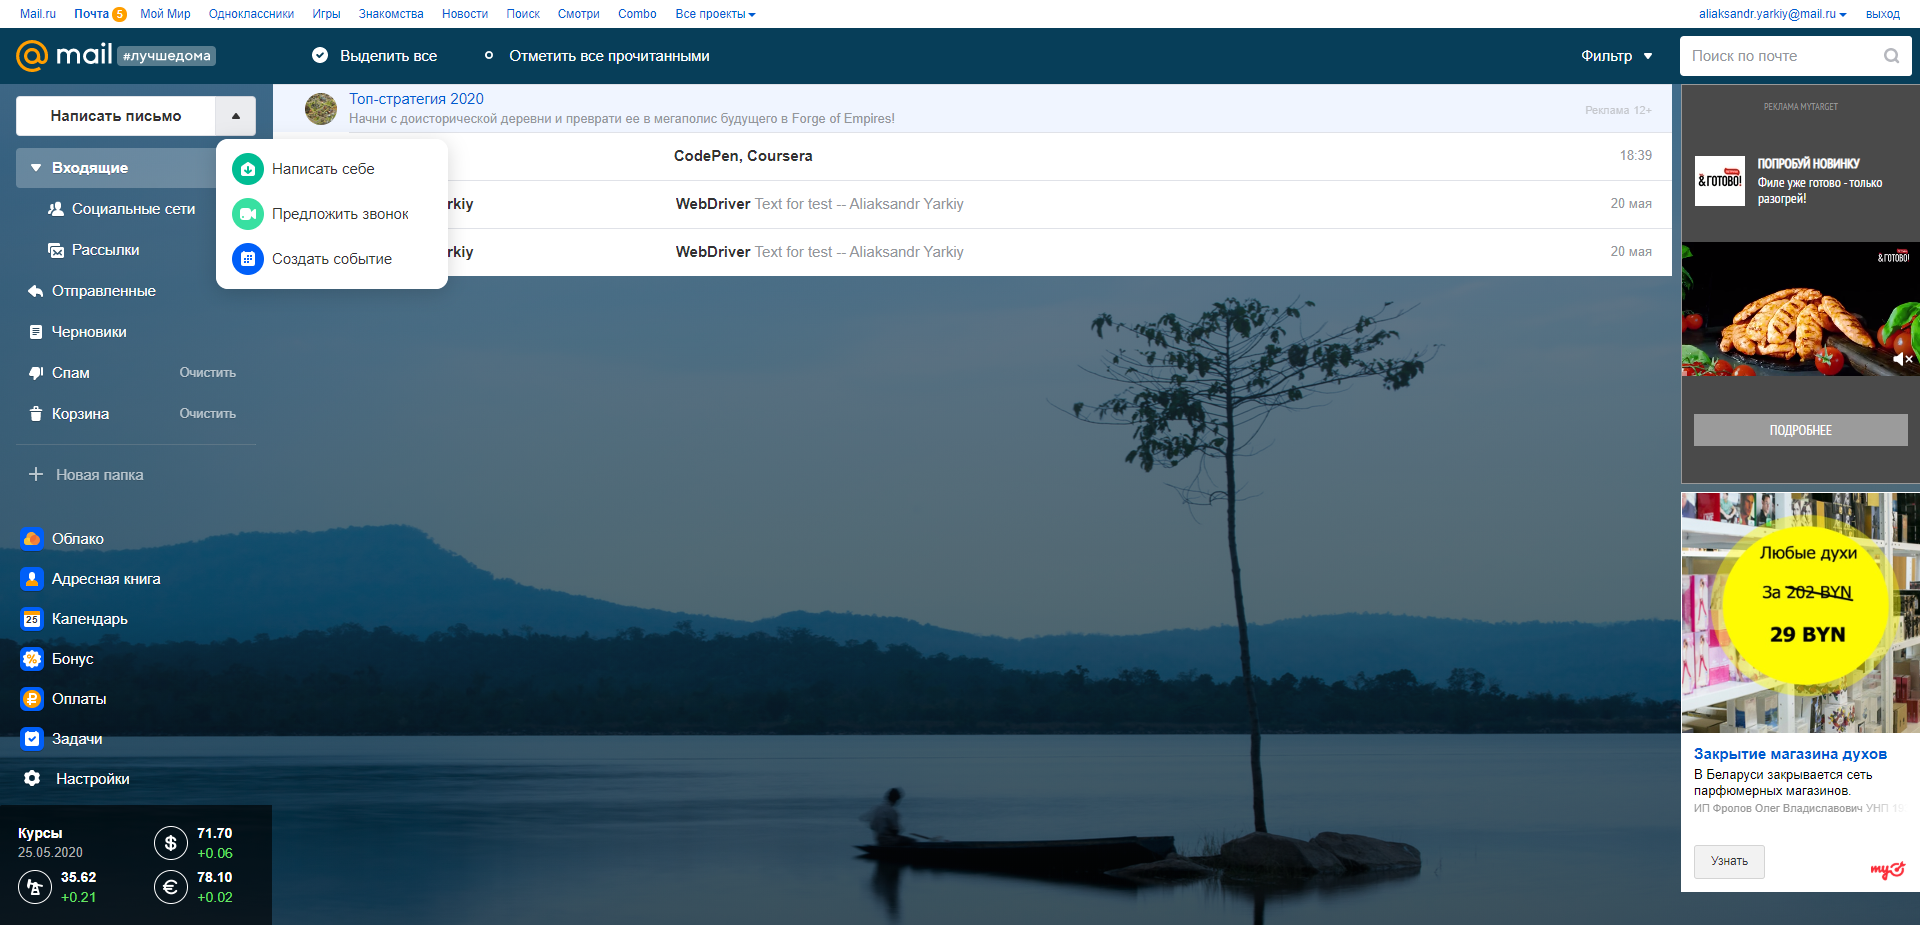 Mail.ru Почта 5 Мой Мир Одноклассники Игры Знакомства Новости Поиск Смотри Combo Все проекты aliaksandr.yarkiy@mail.ru выход
@mail #лучшедома Выделить все Отметить все прочитанными Фильтр Поиск по почте
Написать письмо
Входящие
Социальные сети
Рассылки
Отправленные
Черновики
Спам Очистить
Корзина Очистить
Новая папка
Облако
Адресная книга
25 Календарь
Бонус
Оплаты
Задачи
Настройки
Курсы
25.05.2020
$ 71.70
+0.06
35.62
+0.21
€ 78.10
+0.02
Написать себе
Предложить звонок
Создать событие
Топ-стратегия 2020
Начни с доисторической деревни и преврати ее в мегаполис будущего в Forge of Empires!
Реклама 12+
CodePen, Coursera 18:39
rkiy WebDriver Text for test -- Aliaksandr Yarkiy 20 мая
rkiy WebDriver Text for test -- Aliaksandr Yarkiy 20 мая
РЕКЛАМА MYTARGET
&ГОТОВО!
ПОПРОБУЙ НОВИНКУ
Филе уже готово - только
разогрей!
&ГОТОВО!
ПОДРОБНЕЕ
Любые духи
За 202 BYN
29 BYN
Закрытие магазина духов
В Беларуси закрывается сеть
парфюмерных магазинов.
ИП Фролов Олег Владиславович УНП 19
Узнать
my